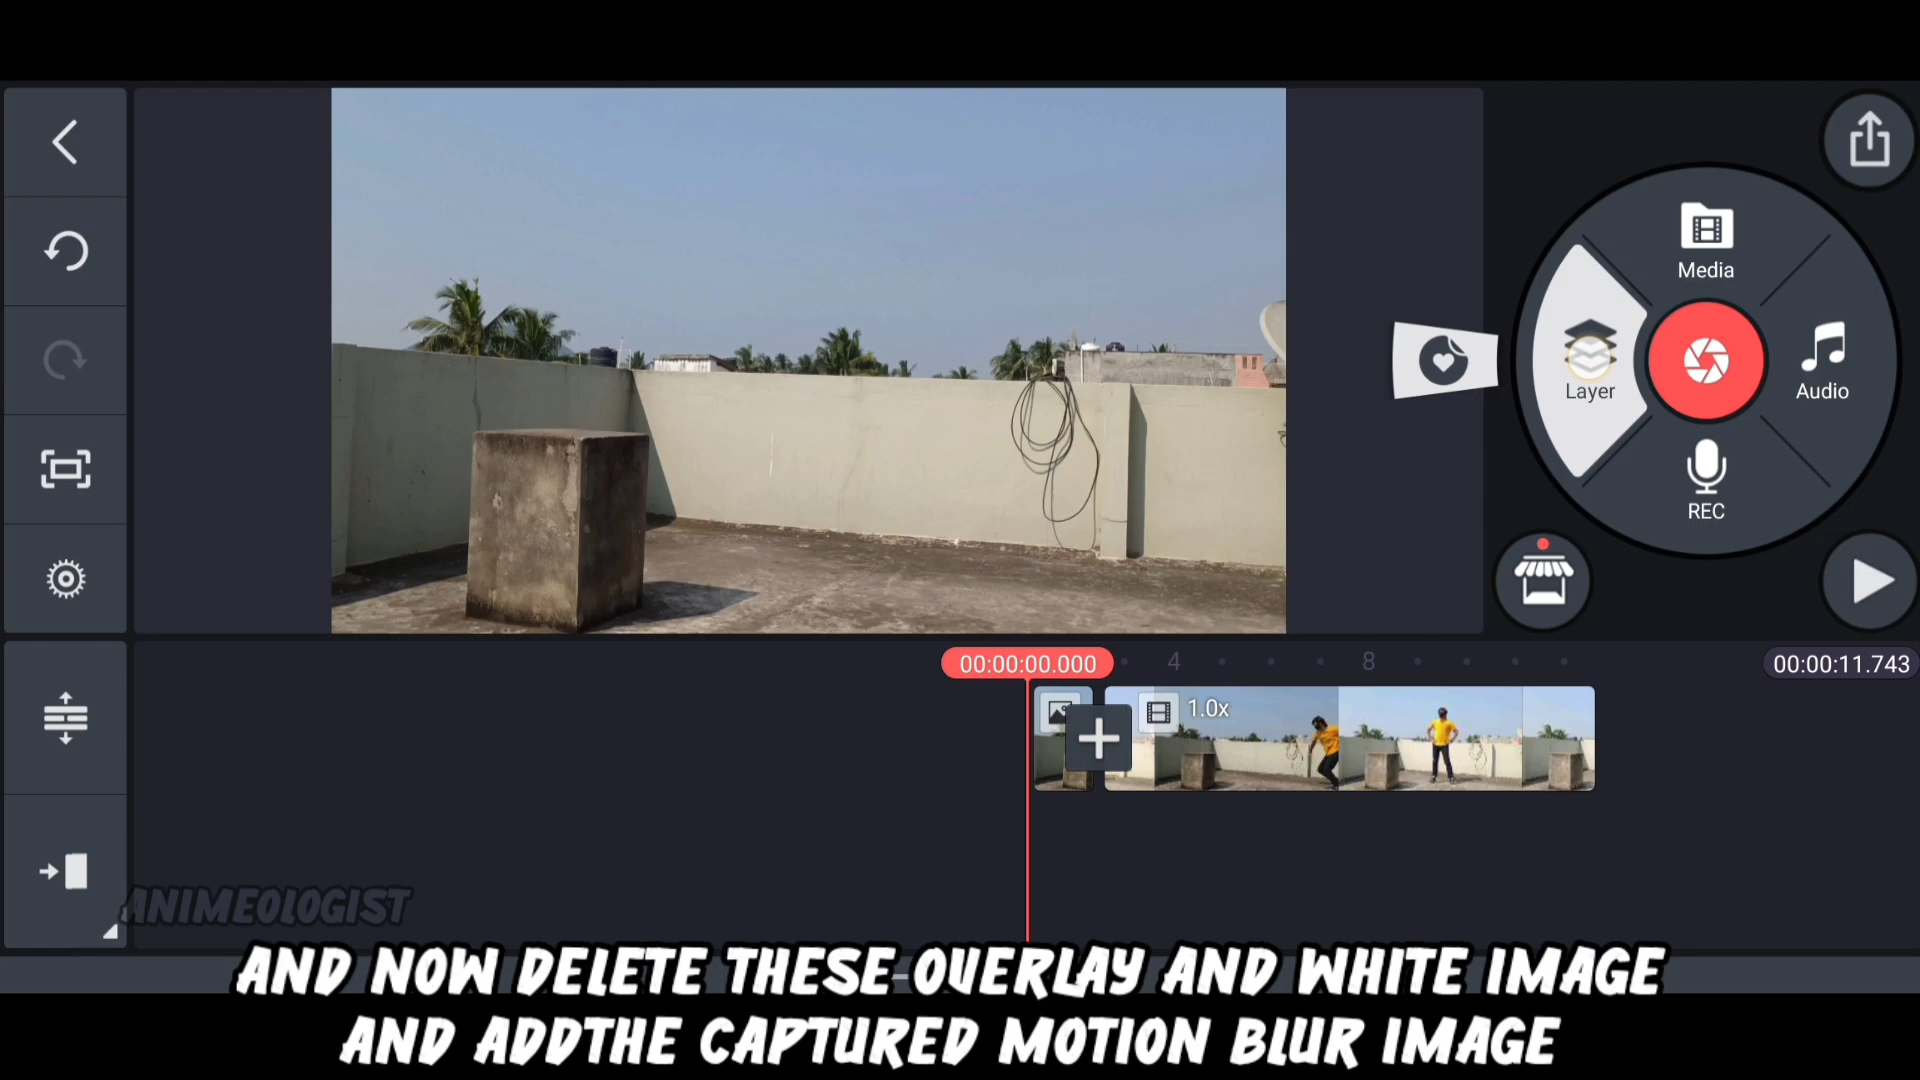 Media
Layer
Audio
REC
00:00:00.000
4
8
00:00:11.743
1.0x
ANIMEOLOGIST
AND NOW DELETE THESE OVERLAY AND WHITE IMAGE
AND ADDTHE CAPTURED MOTION BLUR IMAGE